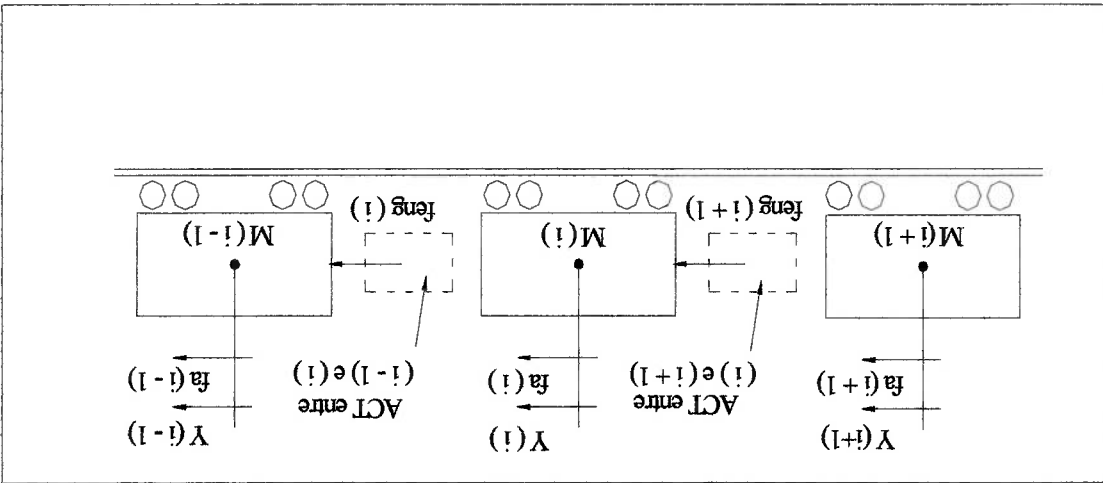 Y(i+1)
Y(i)
Y(i-1)
ACT entre
(i) e (i+1)
ACT entre
(i-1) e (i)
fa(i+1)
fa(i)
fa(i-1)
M(i+1)
M(i)
M(i-1)
feng(i+1)
feng(i)